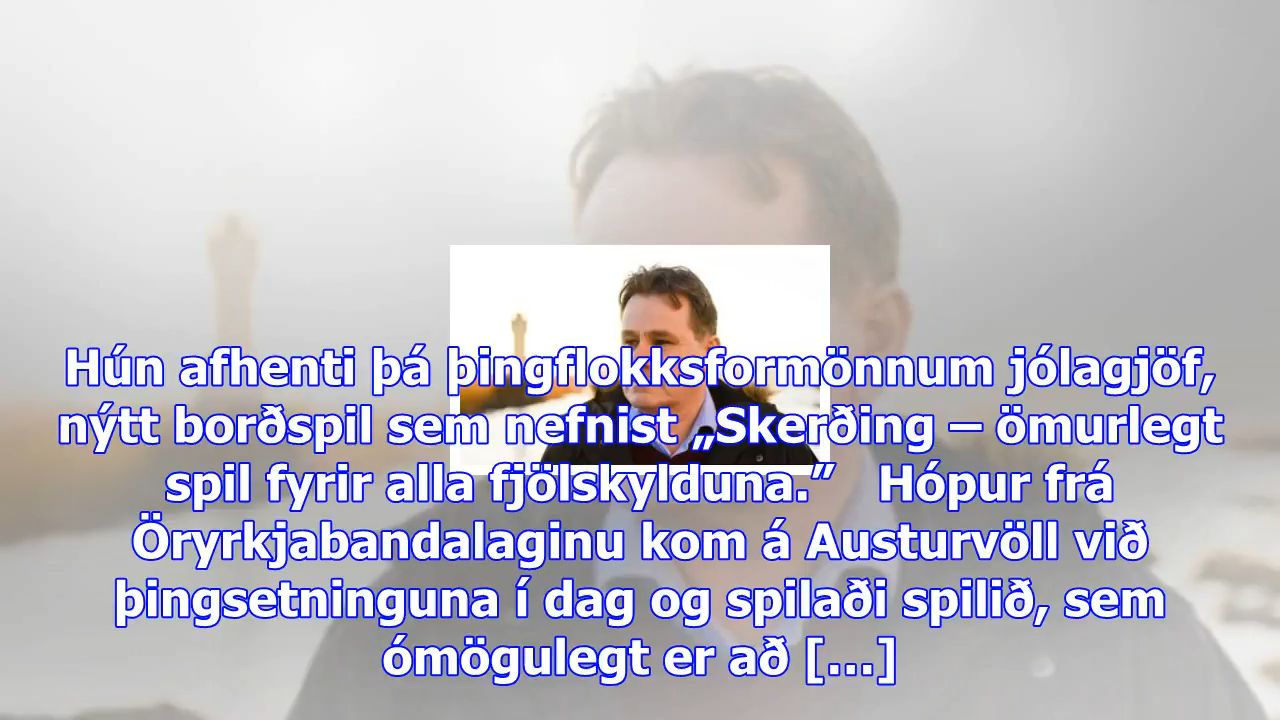 Hún afhenti þá þingflokksformönnum jólagjöf,
nýtt borðspil sem nefnist „Skerðing – ömurlegt
spil fyrir alla fjölskylduna.” Hópur frá
Öryrkjabandalaginu kom á Austurvöll við
þingsetninguna í dag og spilaði spilið, sem
ómögulegt er að [...]